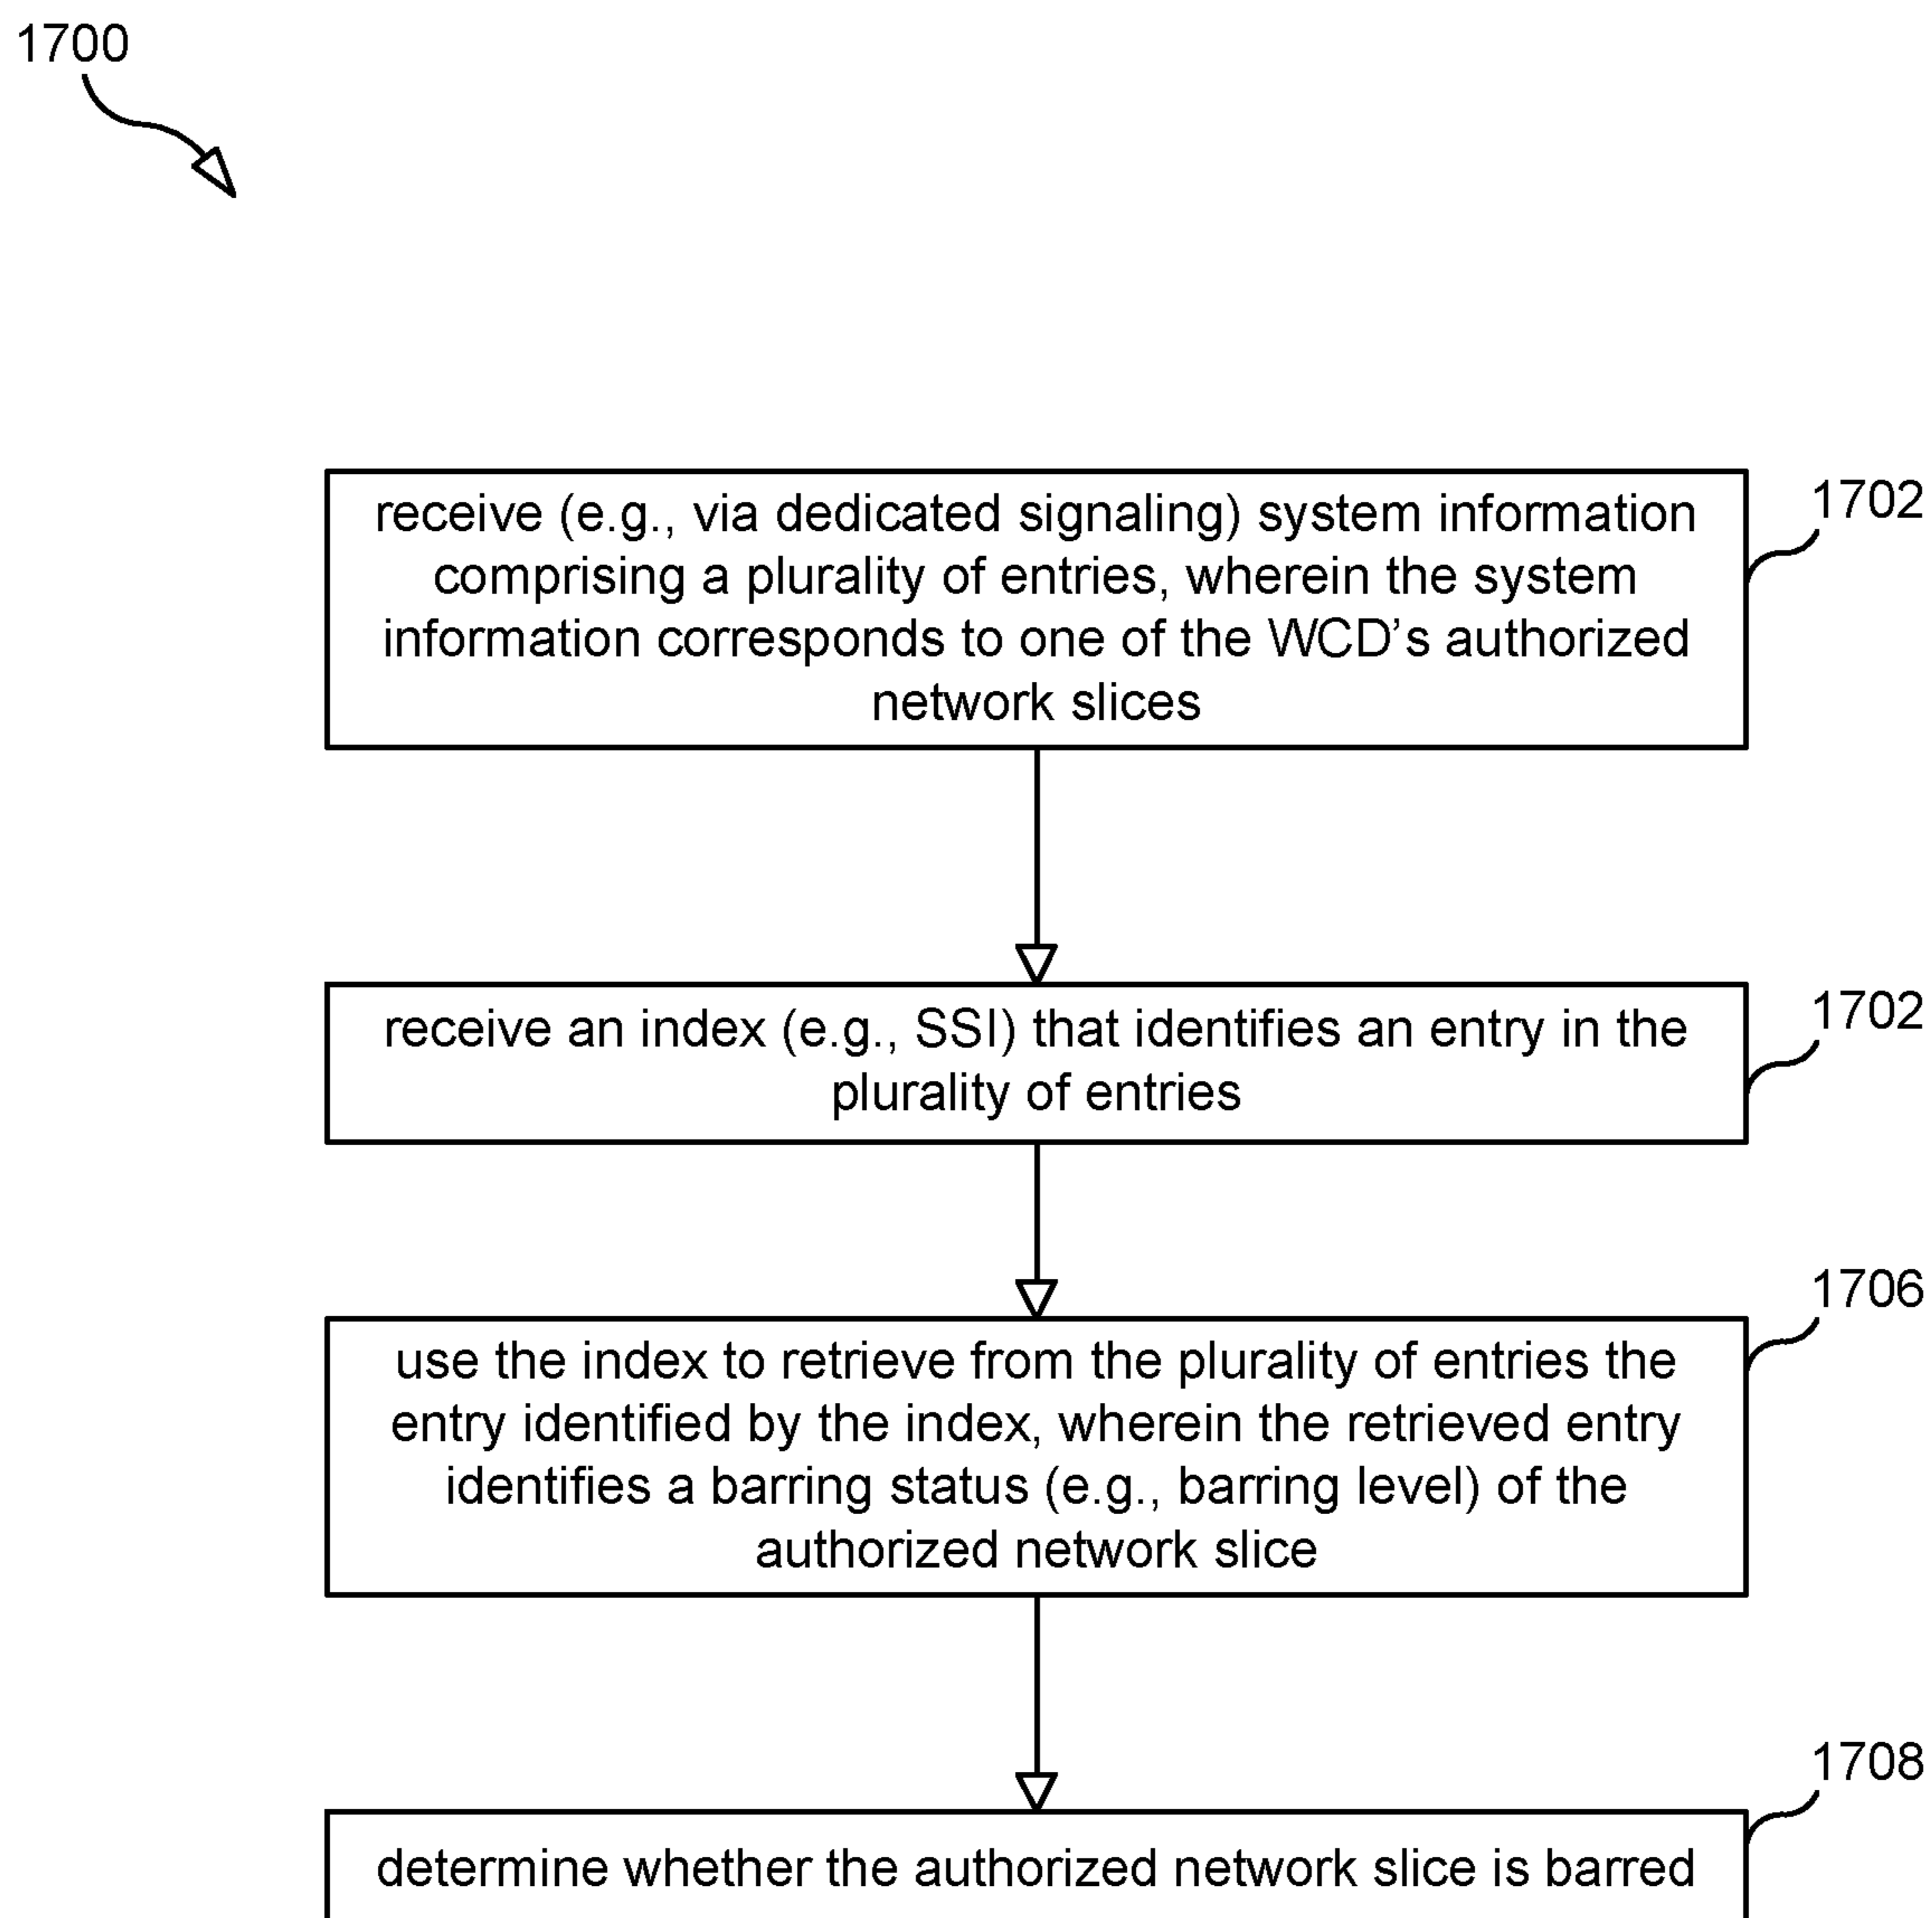 1700
receive (e.g., via dedicated signaling) system information
comprising a plurality of entries, wherein the system
information corresponds to one of the WCD's authorized
network slices
1702
receive an index (e.g., SSI) that identifies an entry in the
plurality of entries
1702
use the index to retrieve from the plurality of entries the
entry identified by the index, wherein the retrieved entry
identifies a barring status (e.g., barring level) of the
authorized network slice
1706
determine whether the authorized network slice is barred
1708